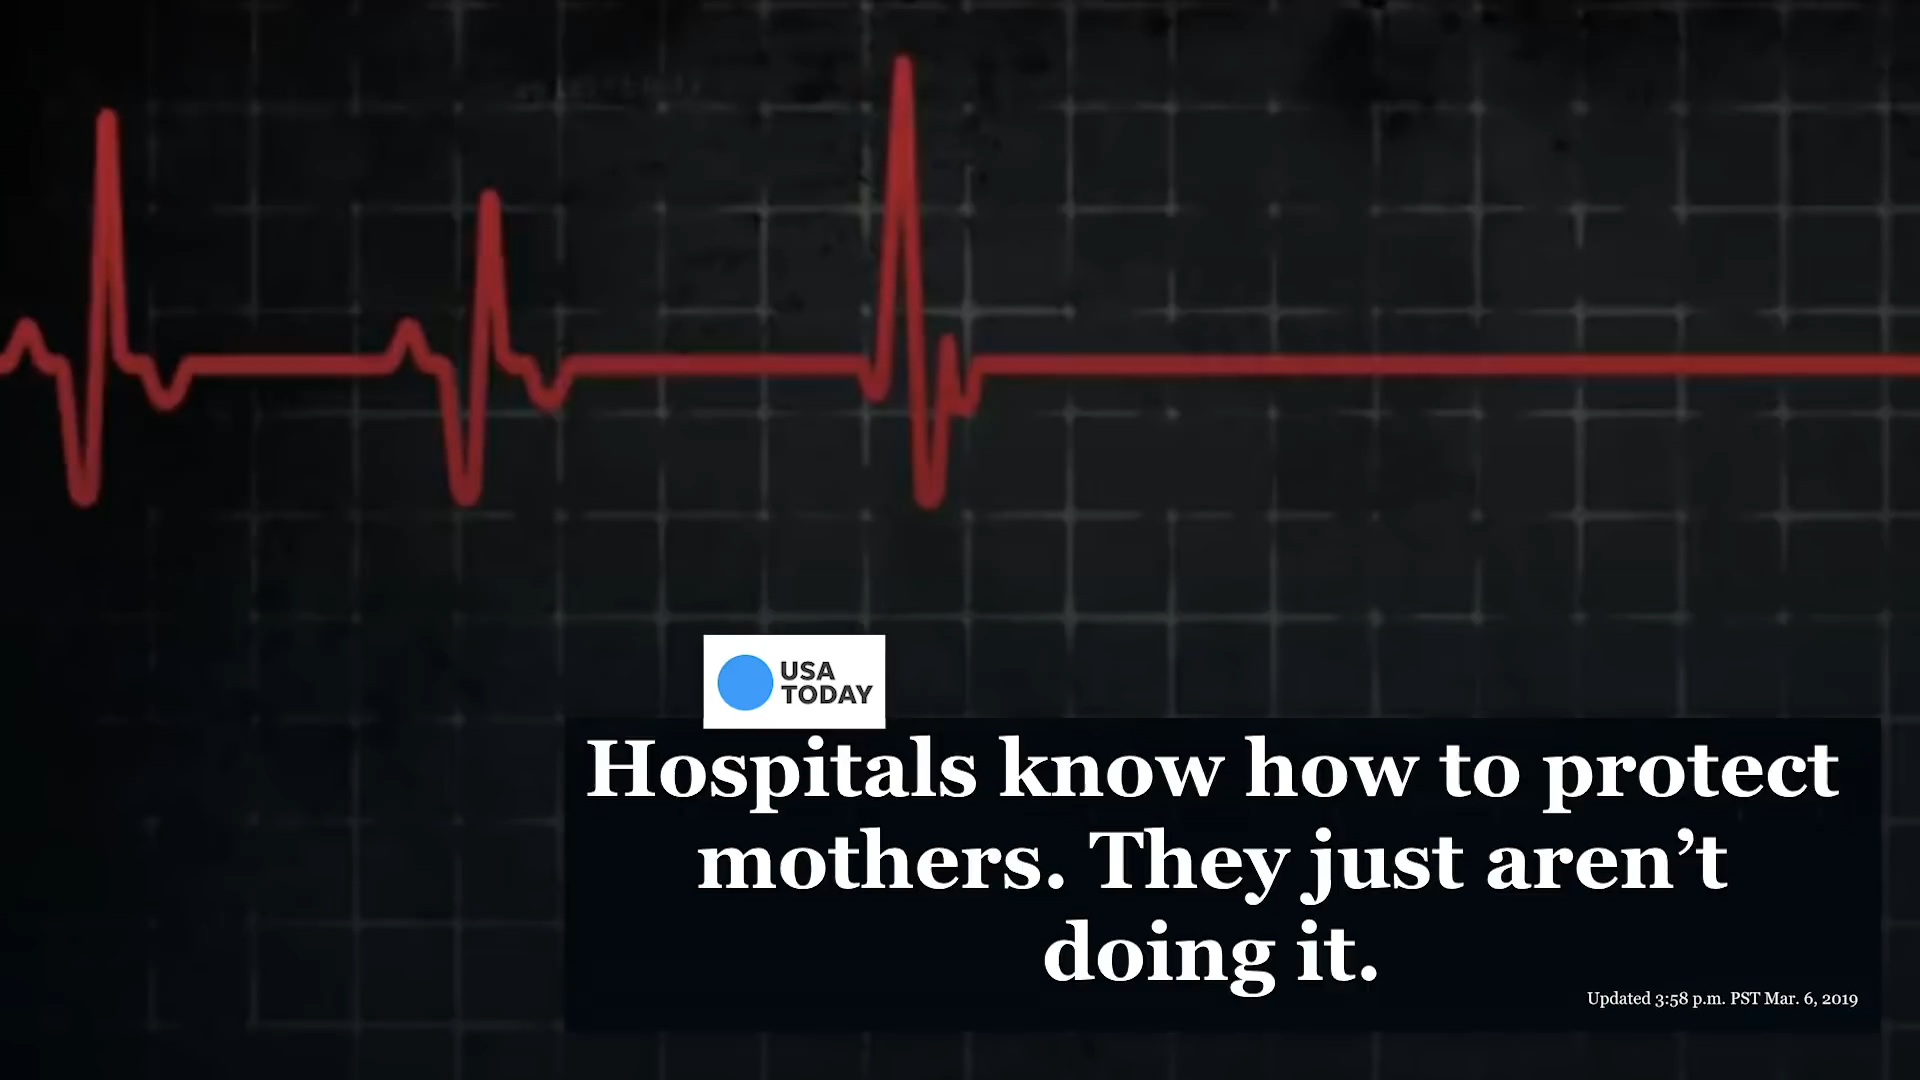 USA
TODAY
Hospitals know how to protect
mothers. They just aren’t
doing it.
Updated 3:58 p.m. PST Mar. 6, 2019